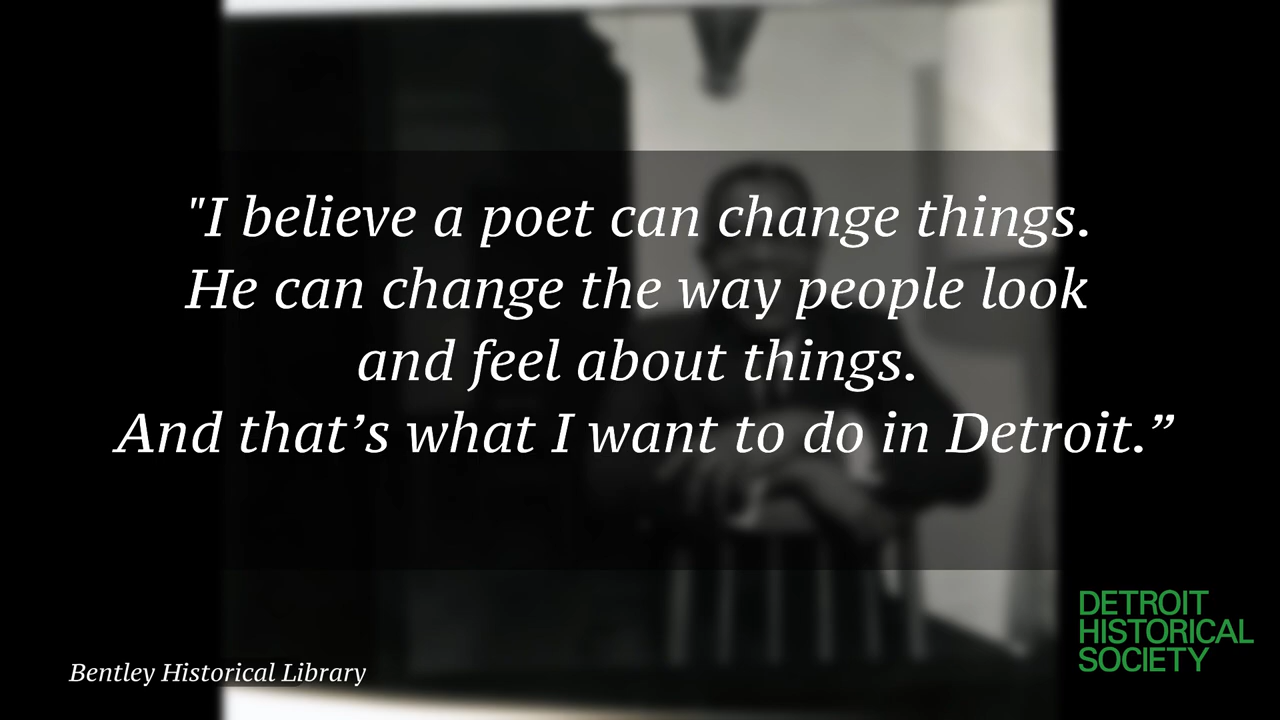 "I believe a poet can change things.
He can change the way people look
and feel about things.
And that’s what I want to do in Detroit.”
Bentley Historical Library
DETROIT
HISTORICAL
SOCIETY